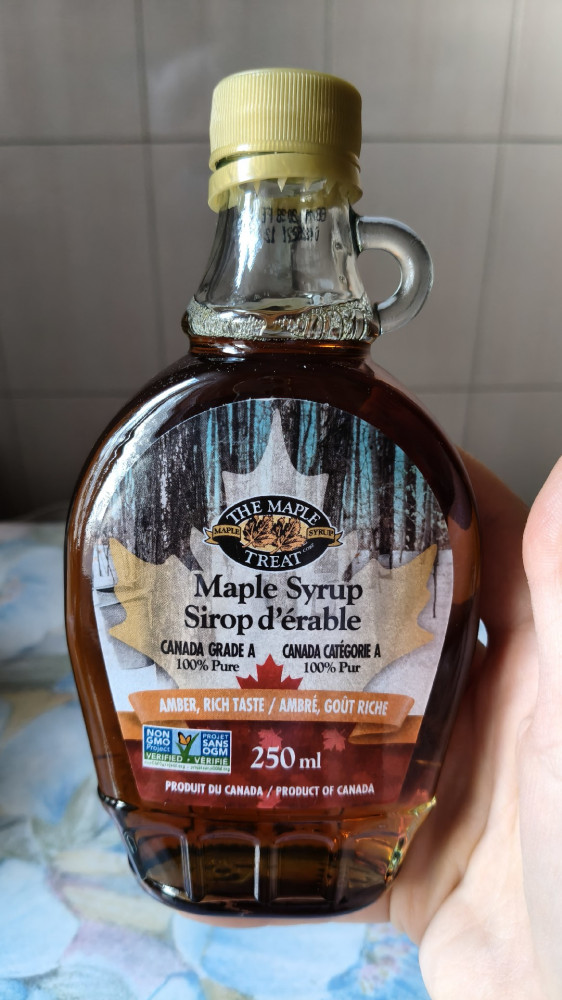 THE MAPLE
MAPLE SYRUP
TREAT
Maple Syrup
Sirop d'érable
CANADA GRADE A
100% Pure
CANADA CATÉGORIE A
100% Pur
AMBER, RICH TASTE / AMBRÉ, GOÛT RICHE
NON
GMO
Project
VERIFIED
PROJET
SANS
OGM
VÉRIFIÉ
250 ml
PRODUIT DU CANADA / PRODUCT OF CANADA